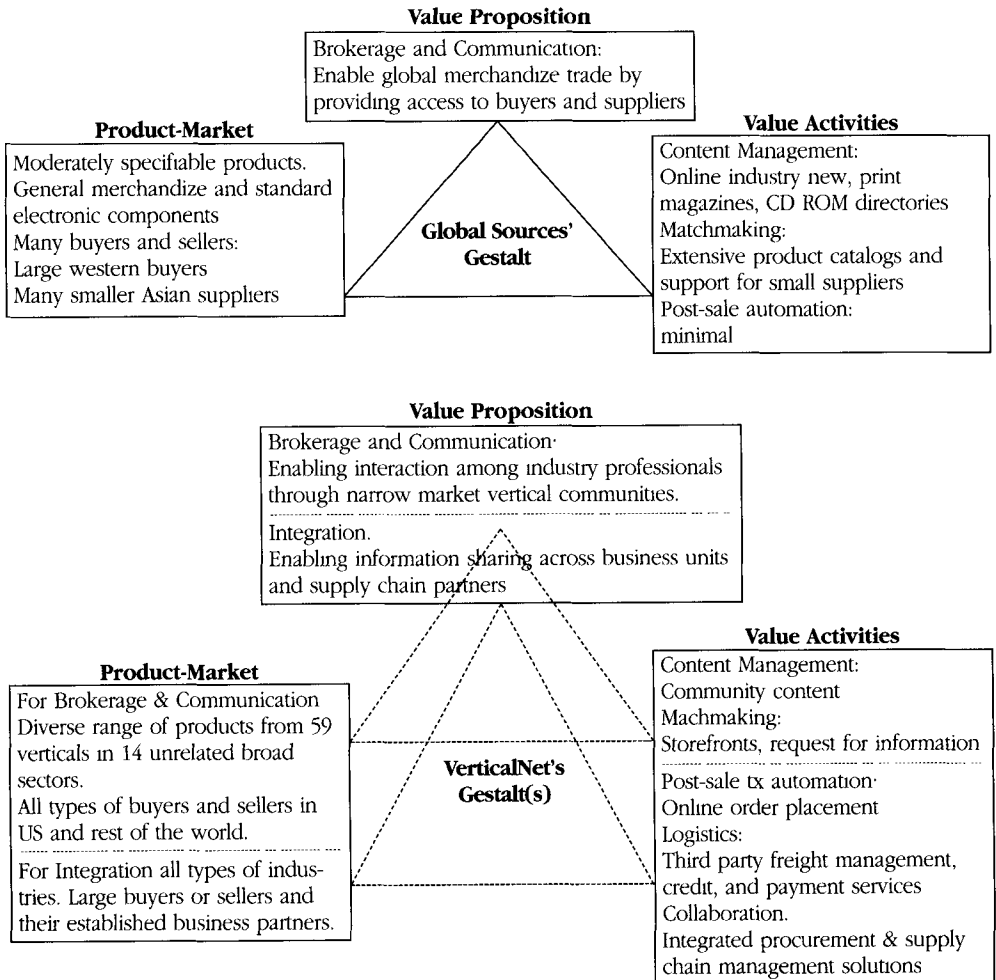 Value Proposition
Brokerage and Communication:
Enable global merchandize trade by
providing access to buyers and suppliers
Product-Market
Moderately specifiable products.
General merchandize and standard
electronic components
Many buyers and sellers:
Large western buyers
Many smaller Asian suppliers
Global Sources'
Gestalt
Value Activities
Content Management:
Online industry new, print
magazines, CD ROM directories
Matchmaking:
Extensive product catalogs and
support for small suppliers
Post-sale automation:
minimal
Value Proposition
Brokerage and Communication·
Enabling interaction among industry professionals
through narrow market vertical communities.
Integration.
Enabling information sharing across business units
and supply chain partners
Product-Market
For Brokerage & Communication
Diverse range of products from 59
verticals in 14 unrelated broad
sectors.
All types of buyers and sellers in
US and rest of the world.
For Integration all types of indus-
tries. Large buyers or sellers and
their established business partners.
VerticalNet's
Gestalt(s)
Value Activities
Content Management:
Community content
Machmaking:
Storefronts, request for information
Post-sale tx automation·
Online order placement
Logistics:
Third party freight management,
credit, and payment services
Collaboration.
Integrated procurement & supply
chain management solutions